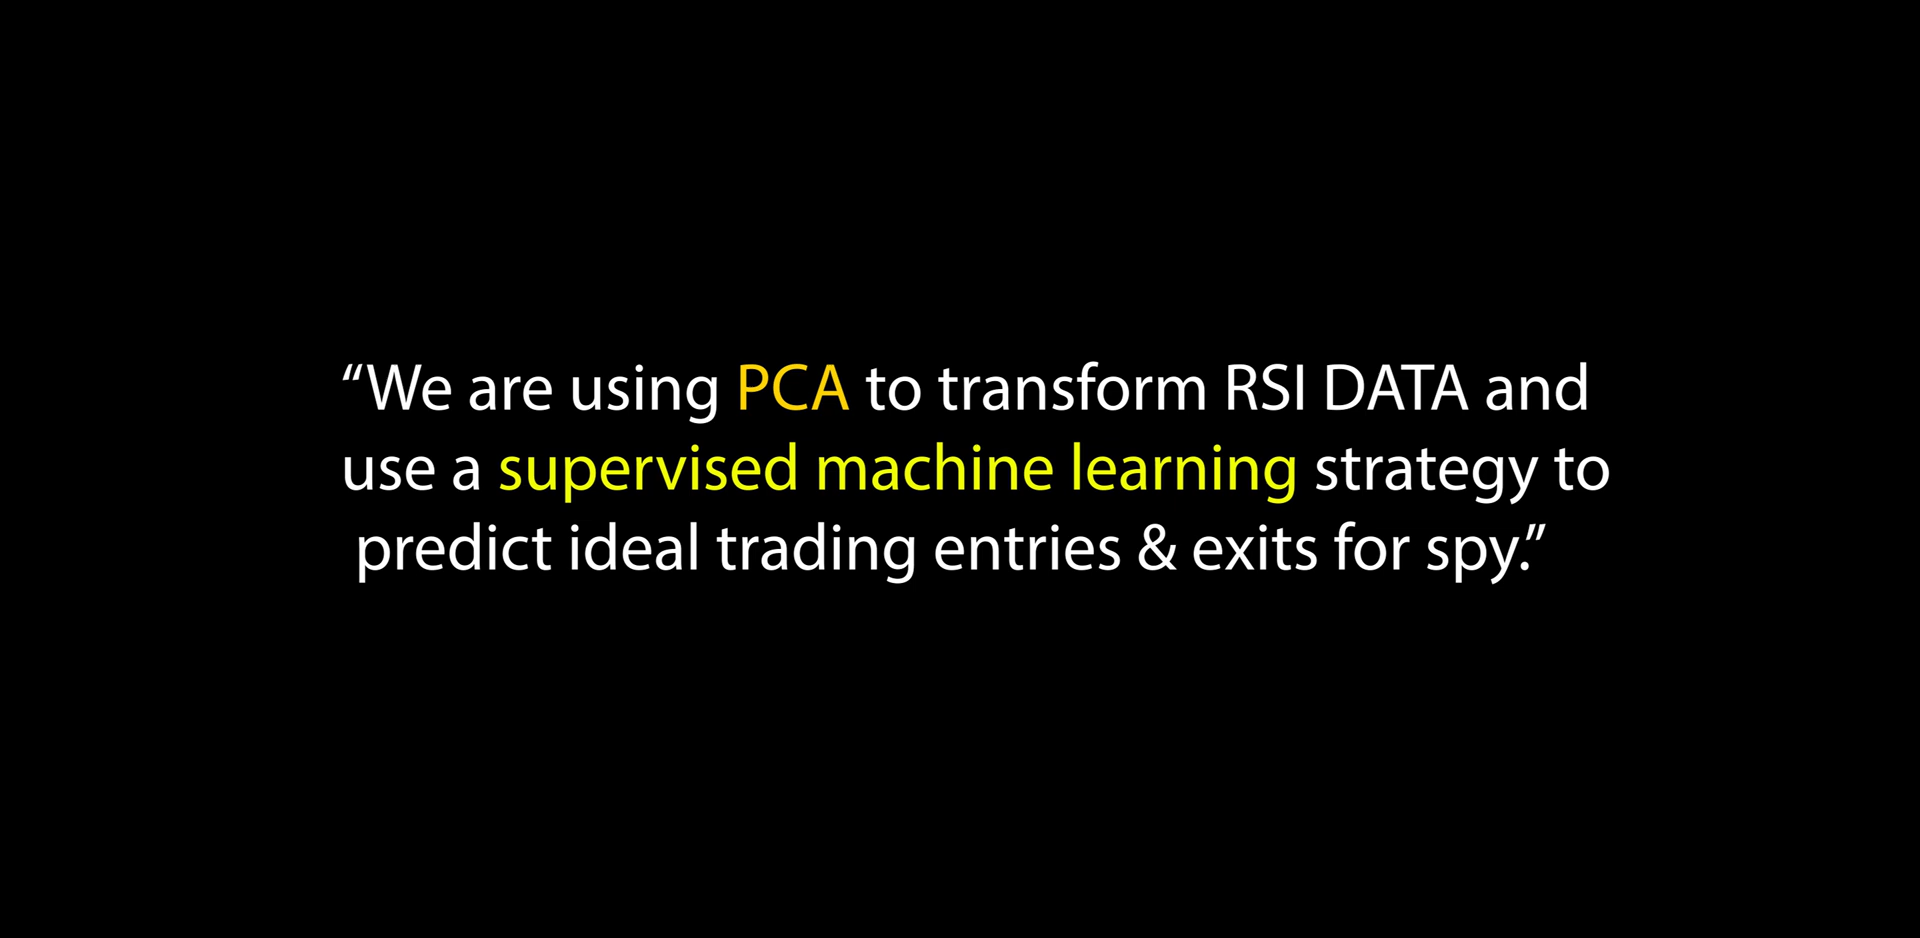 “We are using PCA to transform RSI DATA and
use a supervised machine learning strategy to
predict ideal trading entries & exits for spy.”